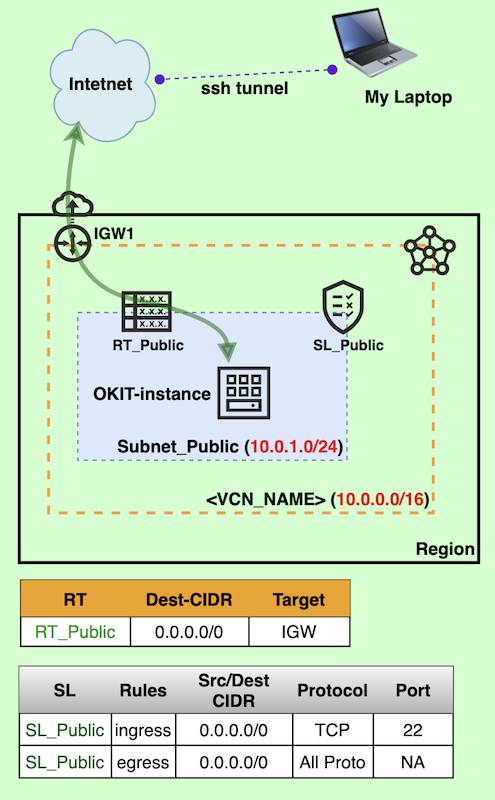 Internet
ssh tunnel
My Laptop
IGW1
X.X.X.
X.X.X.
X.X.X.
RT_Public
SL_Public
OKIT-instance
Subnet_Public (10.0.1.0/24)
<VCN_NAME> (10.0.0.0/16)
Region
RT Dest-CIDR Target
RT_Public 0.0.0.0/0 IGW
SL Rules Src/Dest CIDR Protocol Port
SL_Public ingress 0.0.0.0/0 TCP 22
SL_Public egress 0.0.0.0/0 All Proto NA